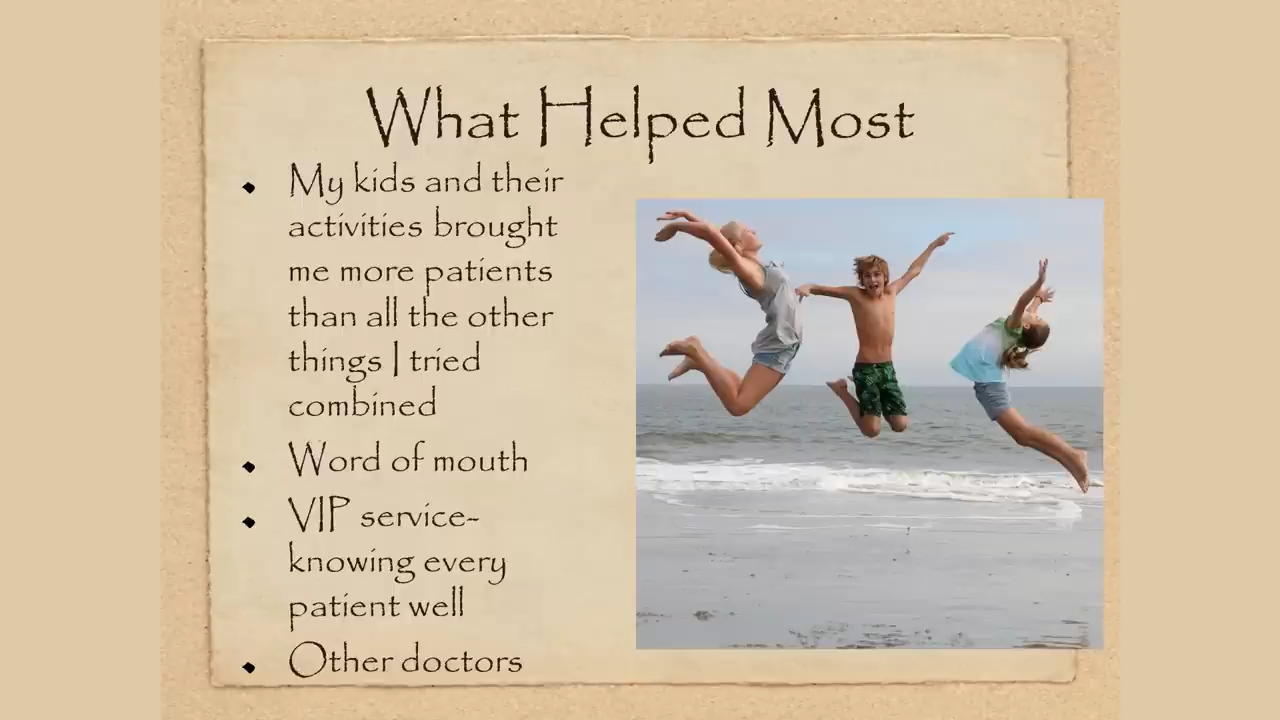 What Helped Most
My kids and their
activities brought
me more patients
than all the other
things I tried
combined
Word of mouth
VIP service-
knowing every
patient well
Other doctors